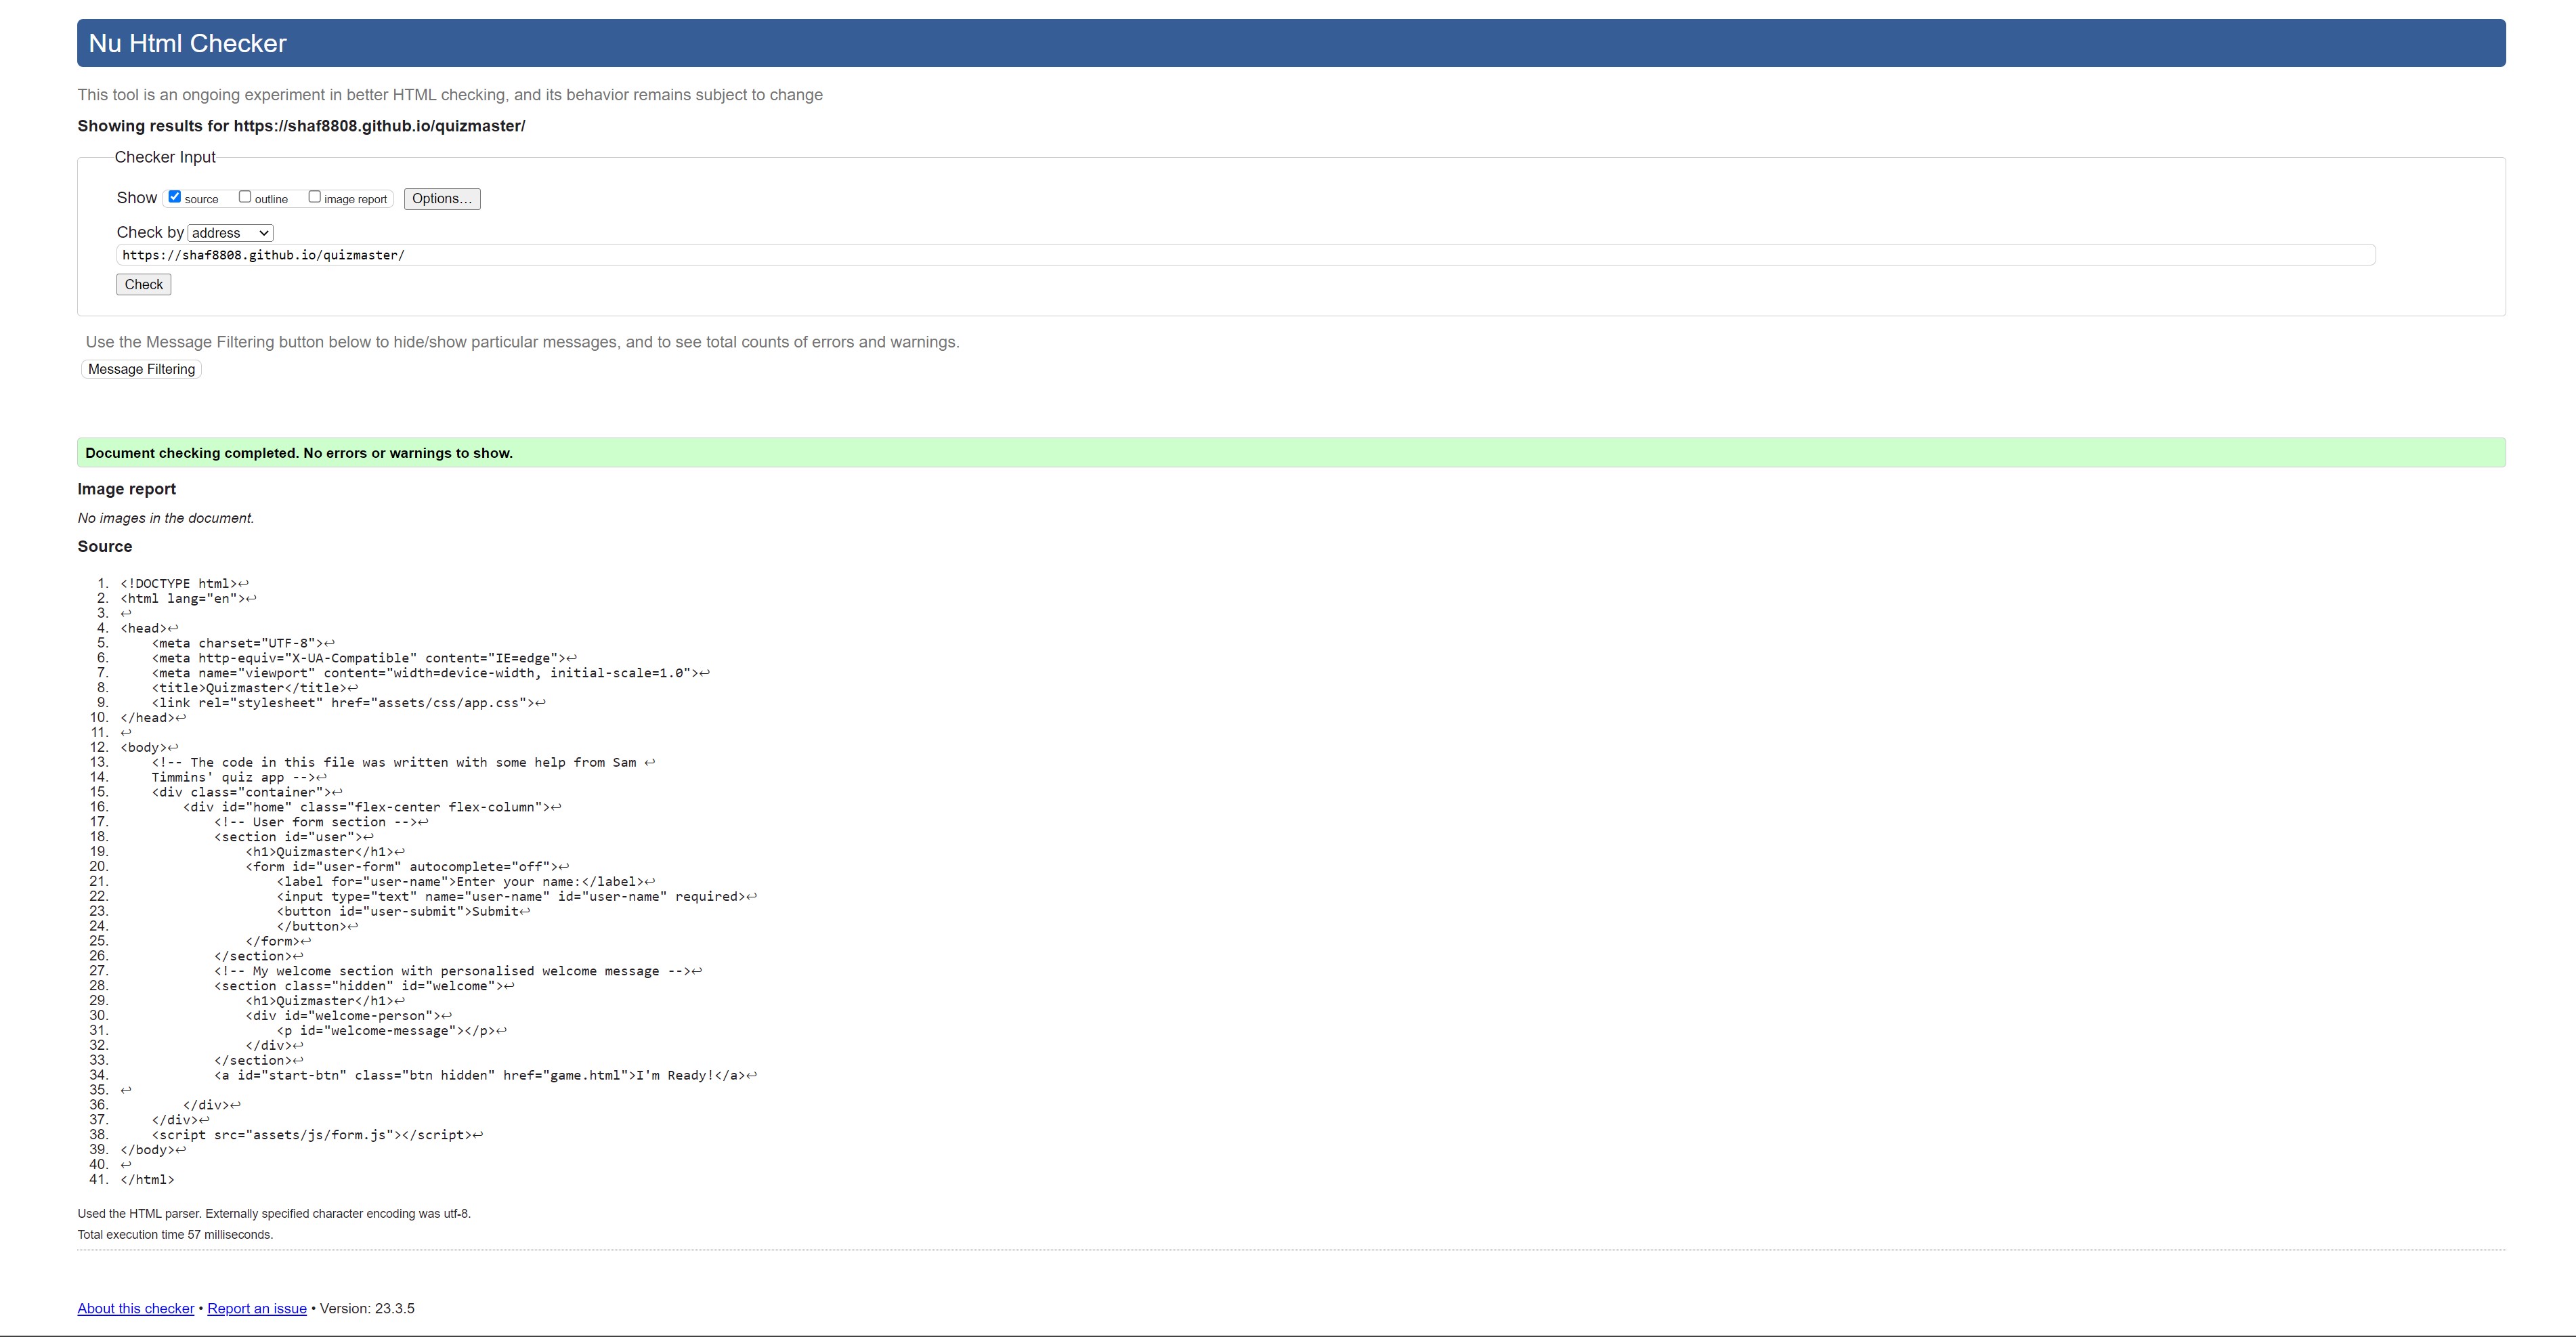 Nu Html Checker
This tool is an ongoing experiment in better HTML checking, and its behavior remains subject to change
Showing results for https://shaf8808.github.io/quizmaster/
Checker Input
Show source outline image report Options…
Check by address
https://shaf8808.github.io/quizmaster/
Check
Use the Message Filtering button below to hide/show particular messages, and to see total counts of errors and warnings.
Message Filtering
Document checking completed. No errors or warnings to show.
Image report
No images in the document.
Source
1. <!DOCTYPE html>↩
2. <html lang="en">↩
3. ↩
4. <head>↩
5.     <meta charset="UTF-8">↩
6.     <meta http-equiv="X-UA-Compatible" content="IE=edge">↩
7.     <meta name="viewport" content="width=device-width, initial-scale=1.0">↩
8.     <title>Quizmaster</title>↩
9.     <link rel="stylesheet" href="assets/css/app.css">↩
10. </head>↩
11. ↩
12. <body>↩
13.     <!-- The code in this file was written with some help from Sam ↩
14.     Timmins' quiz app -->↩
15.     <div class="container">↩
16.         <div id="home" class="flex-center flex-column">↩
17.             <!-- User form section -->↩
18.             <section id="user">↩
19.                 <h1>Quizmaster</h1>↩
20.                 <form id="user-form" autocomplete="off">↩
21.                     <label for="user-name">Enter your name:</label>↩
22.                     <input type="text" name="user-name" id="user-name" required>↩
23.                     <button id="user-submit">Submit↩
24.                     </button>↩
25.                 </form>↩
26.             </section>↩
27.             <!-- My welcome section with personalised welcome message -->↩
28.             <section class="hidden" id="welcome">↩
29.                 <h1>Quizmaster</h1>↩
30.                 <div id="welcome-person">↩
31.                     <p id="welcome-message"></p>↩
32.                 </div>↩
33.             </section>↩
34.             <a id="start-btn" class="btn hidden" href="game.html">I'm Ready!</a>↩
35. ↩
36.         </div>↩
37.     </div>↩
38.     <script src="assets/js/form.js"></script>↩
39. </body>↩
40. ↩
41. </html>
Used the HTML parser. Externally specified character encoding was utf-8.
Total execution time 57 milliseconds.
About this checker • Report an issue • Version: 23.3.5